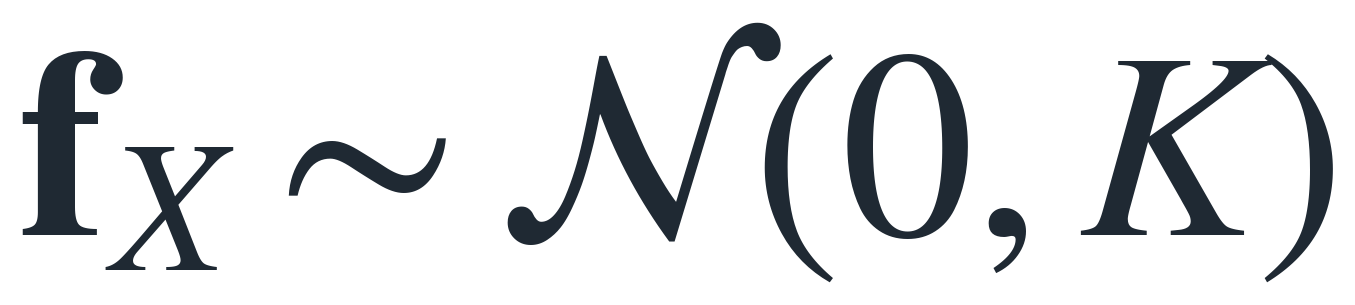 𝐟_X ∼ 𝒩(0, K)